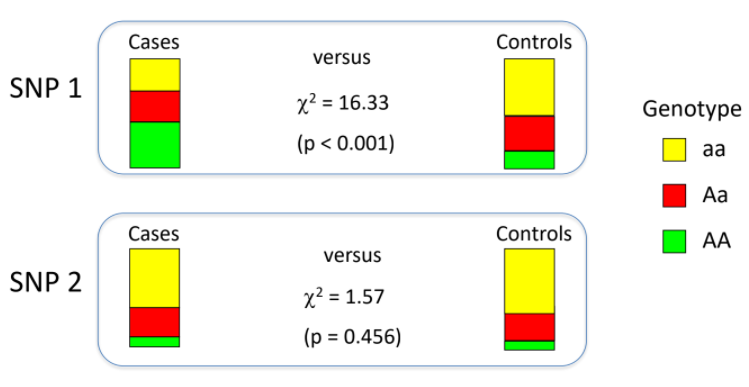 SNP 1
Cases
versus
Controls
χ² = 16.33
(p < 0.001)
SNP 2
Cases
versus
Controls
χ² = 1.57
(p = 0.456)
Genotype
aa
Aa
AA